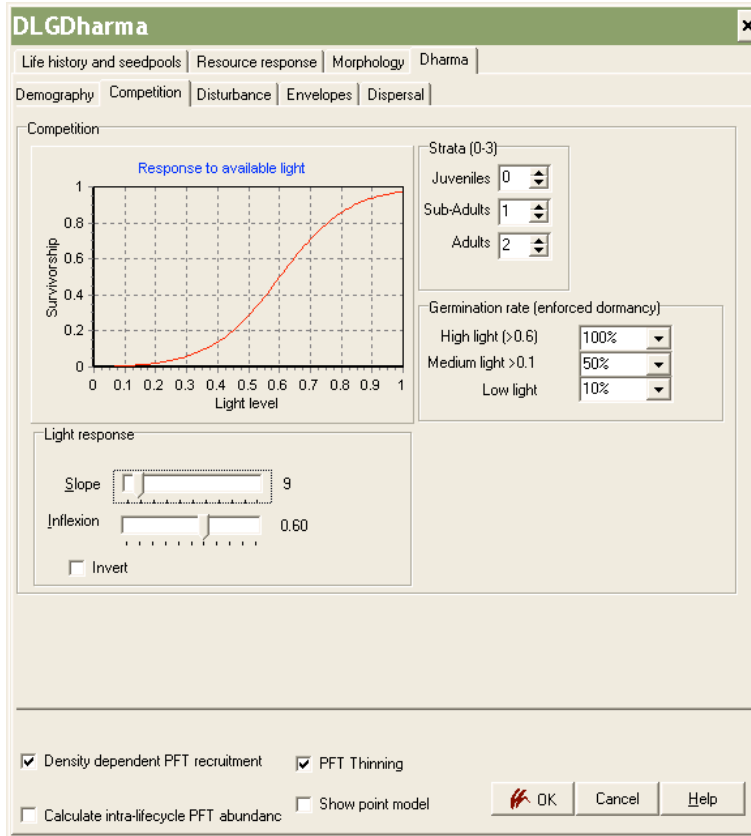 DLGDharma
Life history and seedpools Resource response Morphology Dharma
Demography Competition Disturbance Envelopes Dispersal
Competition
Response to available light
Survivorship
1
0.8
0.6
0.4
0.2
0
0 0.1 0.2 0.3 0.4 0.5 0.6 0.7 0.8 0.9 1
Light level
Strata (0-3)
Juveniles 0
Sub-Adults 1
Adults 2
Germination rate (enforced dormancy)
High light (>0.6) 100%
Medium light >0.1 50%
Low light 10%
Light response
Slope 9
Inflexion 0.60
Invert
Density dependent PFT recruitment
PFT Thinning
Calculate intra-lifecycle PFT abundanc
Show point model
OK Cancel Help